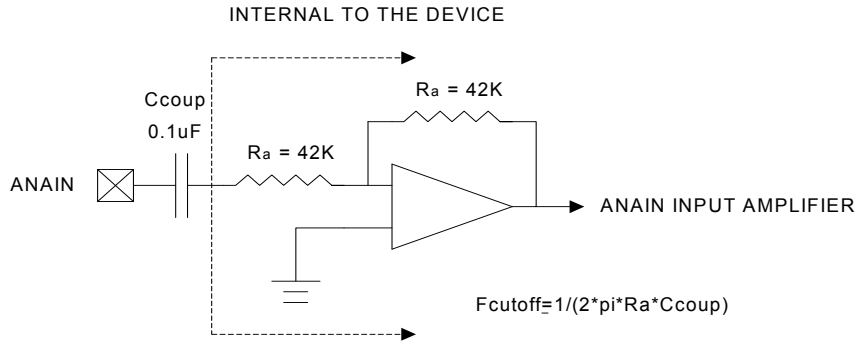 INTERNAL TO THE DEVICE
Ccoup
0.1uF
Ra = 42K
Ra = 42K
ANAIN
ANAIN INPUT AMPLIFIER
Fcutoff=1/(2*pi*Ra*Ccoup)